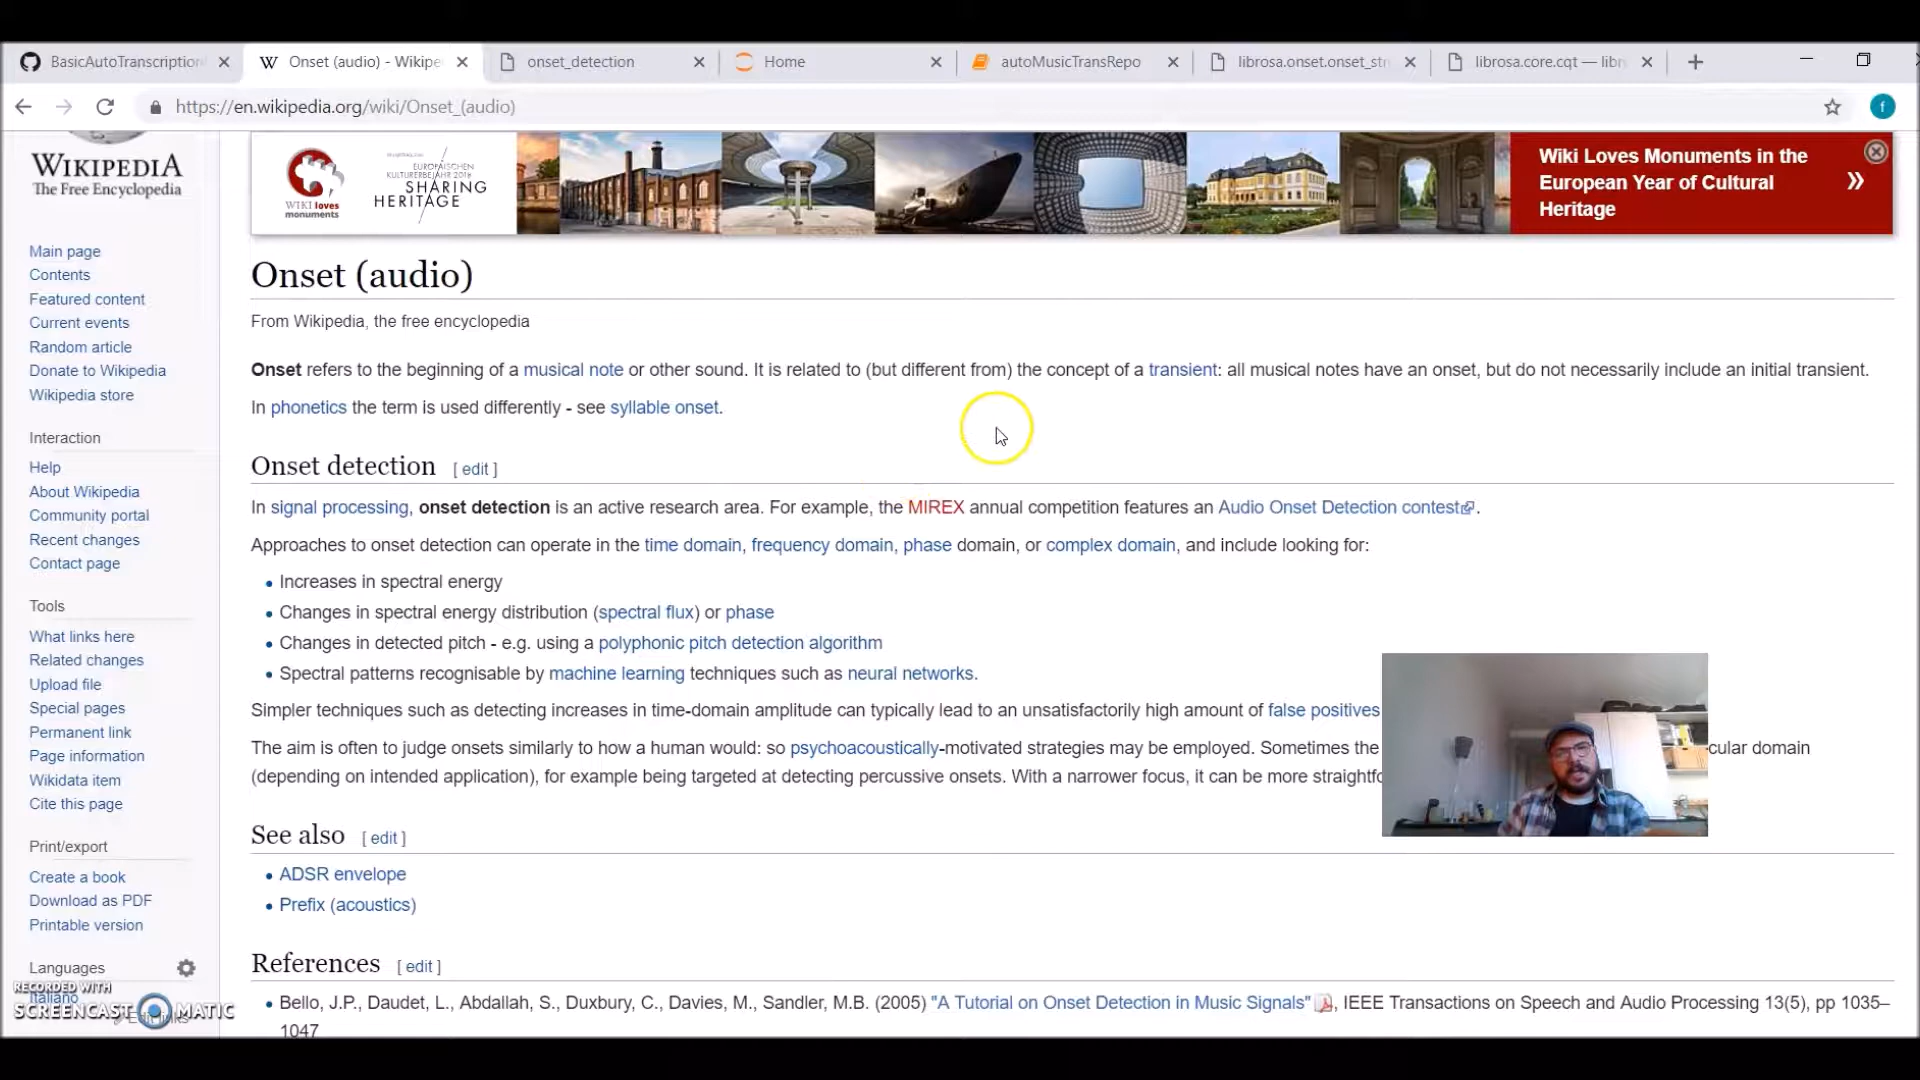 BasicAutoTranscription
Onset (audio) - Wikipe
onset_detection
Home
autoMusicTransRepo
librosa.onset.onset_str
librosa.core.cqt — libr
https://en.wikipedia.org/wiki/Onset_(audio)
f
WIKIPEDIA
The Free Encyclopedia
WIKI loves
monuments
EUROPÄISCHEN
KULTURERBEJAHR 2018
SHARING
HERITAGE
Wiki Loves Monuments in the
European Year of Cultural
Heritage
Main page
Contents
Featured content
Current events
Random article
Donate to Wikipedia
Wikipedia store
Interaction
Help
About Wikipedia
Community portal
Recent changes
Contact page
Tools
What links here
Related changes
Upload file
Special pages
Permanent link
Page information
Wikidata item
Cite this page
Print/export
Create a book
Download as PDF
Printable version
Languages
Italiano
Edit links
RECORDED WITH
SCREENCAST MATIC
Onset (audio)
From Wikipedia, the free encyclopedia
Onset refers to the beginning of a musical note or other sound. It is related to (but different from) the concept of a transient: all musical notes have an onset, but do not necessarily include an initial transient.
In phonetics the term is used differently - see syllable onset.
Onset detection [ edit ]
In signal processing, onset detection is an active research area. For example, the MIREX annual competition features an Audio Onset Detection contest.
Approaches to onset detection can operate in the time domain, frequency domain, phase domain, or complex domain, and include looking for:
• Increases in spectral energy
• Changes in spectral energy distribution (spectral flux) or phase
• Changes in detected pitch - e.g. using a polyphonic pitch detection algorithm
• Spectral patterns recognisable by machine learning techniques such as neural networks.
Simpler techniques such as detecting increases in time-domain amplitude can typically lead to an unsatisfactorily high amount of false positives
The aim is often to judge onsets similarly to how a human would: so psychoacoustically-motivated strategies may be employed. Sometimes the cular domain
(depending on intended application), for example being targeted at detecting percussive onsets. With a narrower focus, it can be more straightfo
See also [ edit ]
• ADSR envelope
• Prefix (acoustics)
References [ edit ]
• Bello, J.P., Daudet, L., Abdallah, S., Duxbury, C., Davies, M., Sandler, M.B. (2005) "A Tutorial on Onset Detection in Music Signals", IEEE Transactions on Speech and Audio Processing 13(5), pp 1035–
1047